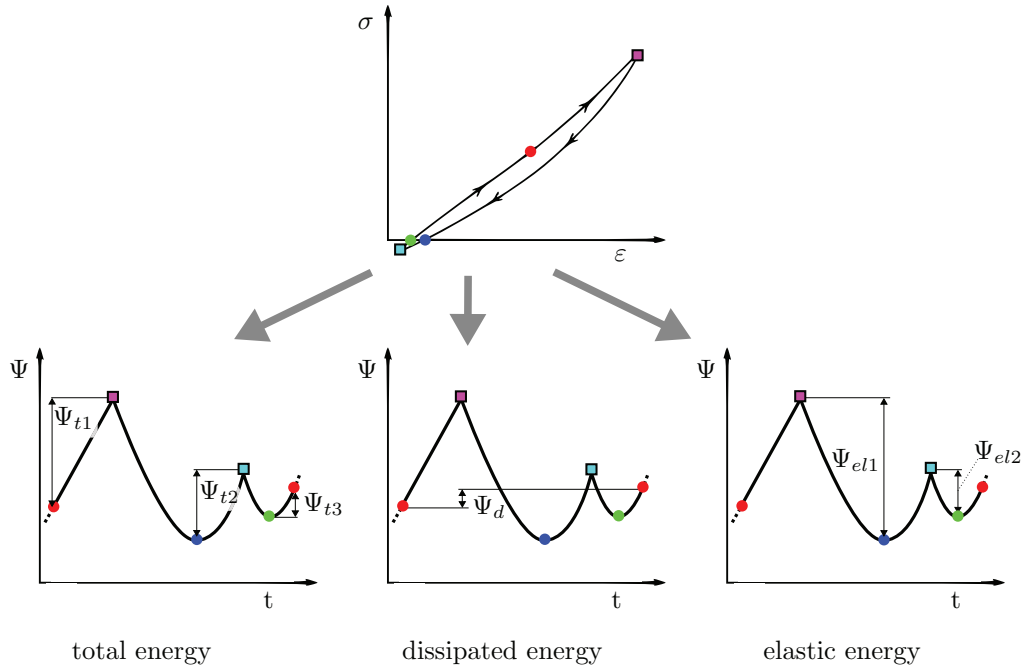 σ
ε
Ψ
Ψ_{t1}
Ψ_{t2}
Ψ_{t3}
t
total energy
Ψ
Ψ_d
t
dissipated energy
Ψ
Ψ_{el1}
Ψ_{el2}
t
elastic energy